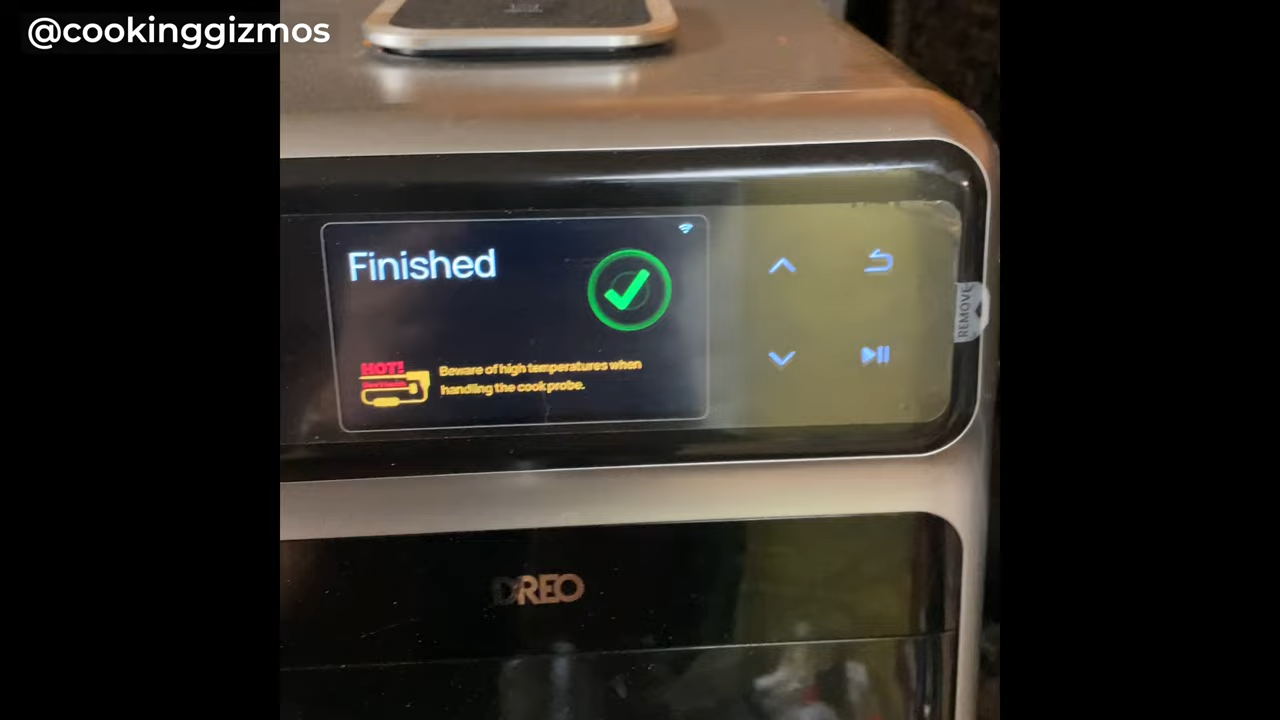 @cookinggizmos
Finished
HOT!
Beware of high temperatures when
handling the cook probe.
REMOVE
DREO